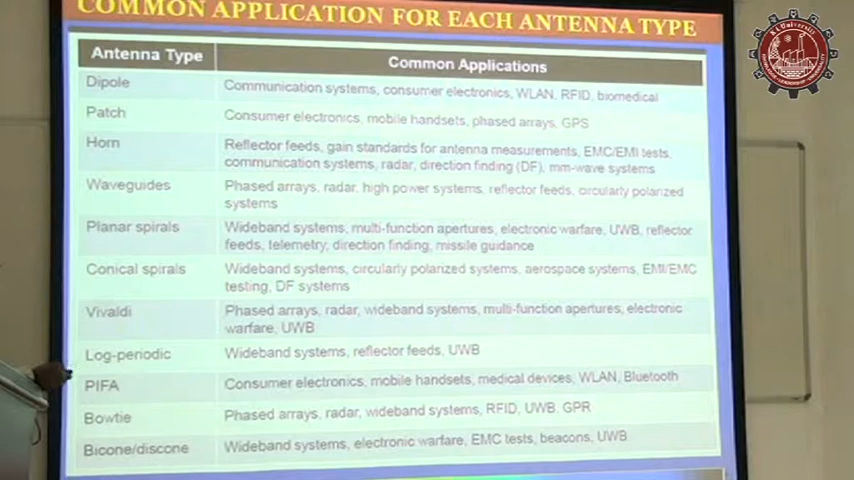 COMMON APPLICATION FOR EACH ANTENNA TYPE
Antenna Type Common Applications
Dipole Communication systems, consumer electronics, WLAN, RFID, biomedical
Patch Consumer electronics, mobile handsets, phased arrays, GPS
Horn Reflector feeds, gain standards for antenna measurements, EMC/EMI tests,
communication systems, radar, direction finding (DF), mm-wave systems
Waveguides Phased arrays, radar, high power systems, reflector feeds, circularly polarized
systems
Planar spirals Wideband systems, multi-function apertures, electronic warfare, UWB, reflector
feeds, telemetry, direction finding, missile guidance
Conical spirals Wideband systems, circularly polarized systems, aerospace systems, EMI/EMC
testing, DF systems
Vivaldi Phased arrays, radar, wideband systems, multi-function apertures, electronic
warfare, UWB
Log-periodic Wideband systems, reflector feeds, UWB
PIFA Consumer electronics, mobile handsets, medical devices, WLAN, Bluetooth
Bowtie Phased arrays, radar, wideband systems, RFID, UWB, GPR
Bicone/discone Wideband systems, electronic warfare, EMC tests, beacons, UWB